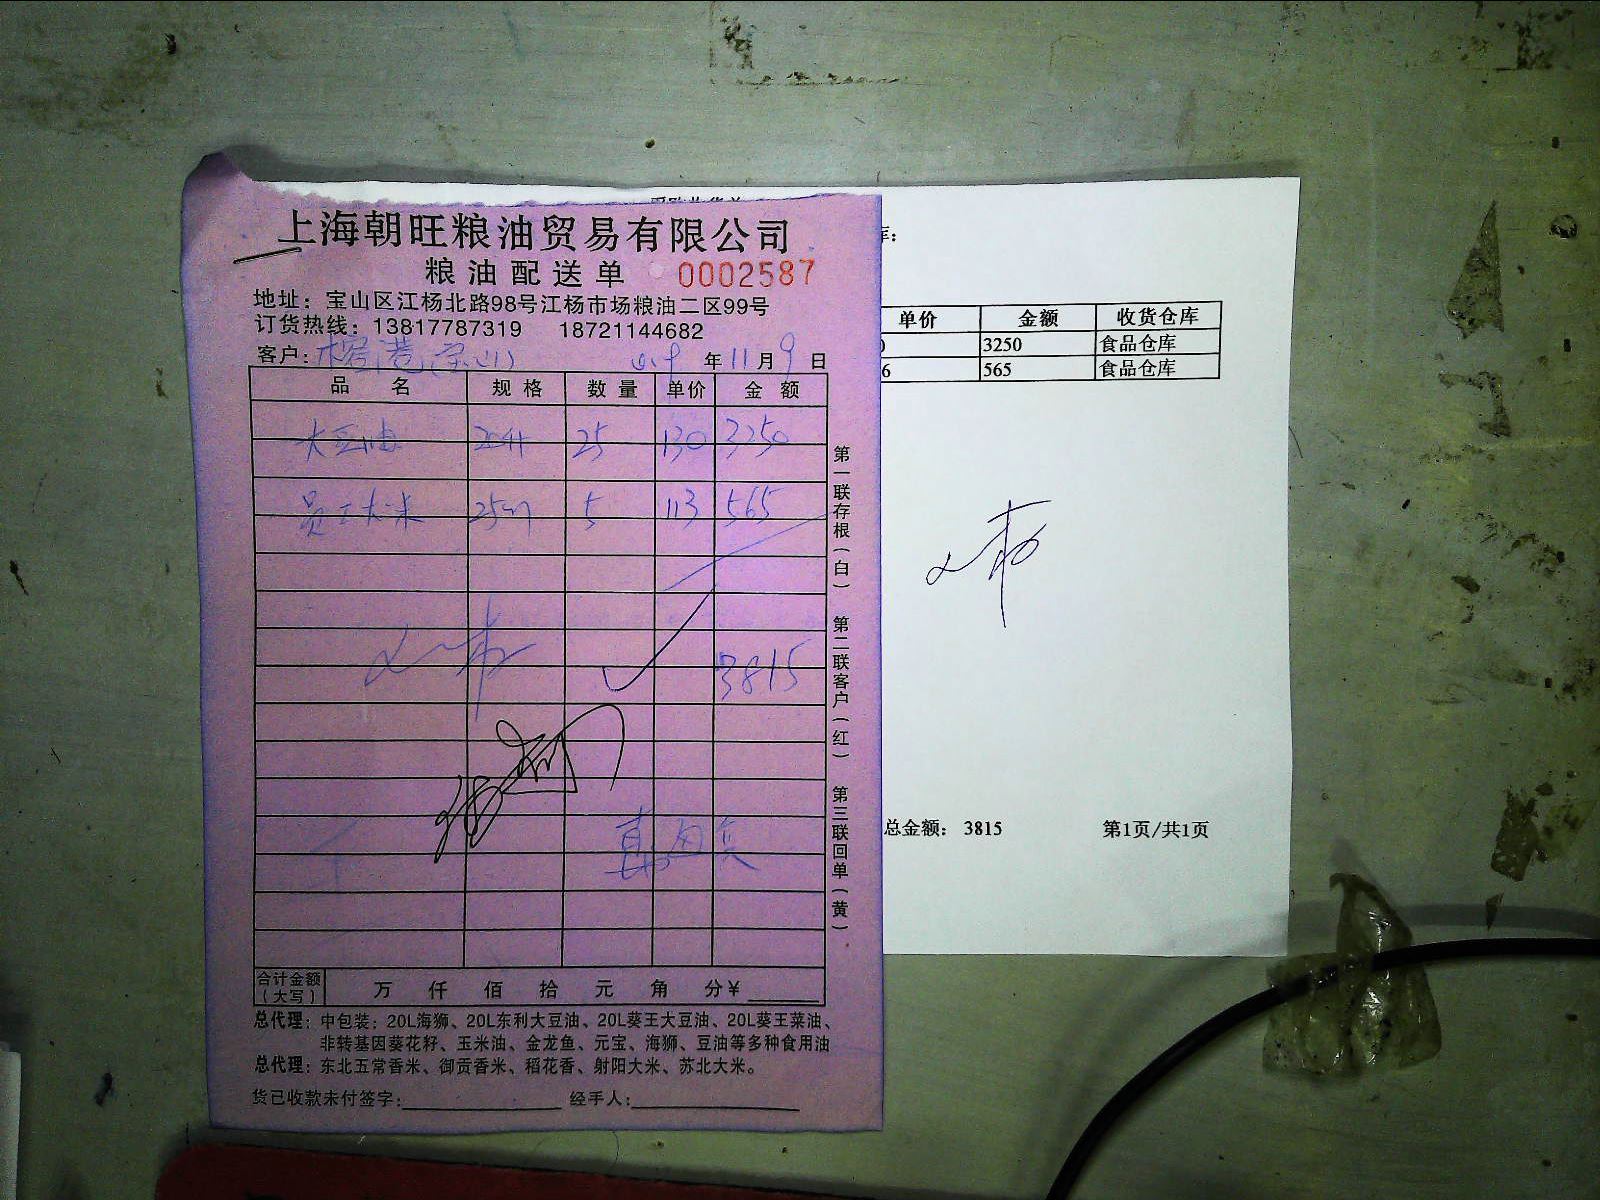 上海朝旺粮油贸易有限公司
粮油配送单 0002587
地址：宝山区江杨北路98号江杨市场粮油二区99号
订货热线：13817787319 18721144682
客户： 年 11 月 9 日
品名 规格 数量 单价 金额
大豆油 25 130 3250
员工大米 5 113 565
3815
第一联存根（白） 第二联客户（红） 第三联回单（黄）
合计金额（大写） 万 仟 佰 拾 元 角 分￥
总代理：中包装：20L海狮、20L东利大豆油、20L葵王大豆油、20L葵王菜油、
非转基因葵花籽、玉米油、金龙鱼、元宝、海狮、豆油等多种食用油
总代理：东北五常香米、御贡香米、稻花香、射阳大米、苏北大米。
货已收款未付签字： 经手人：
库：
单价 金额 收货仓库
3250 食品仓库
6 565 食品仓库
总金额： 3815 第1页/共1页